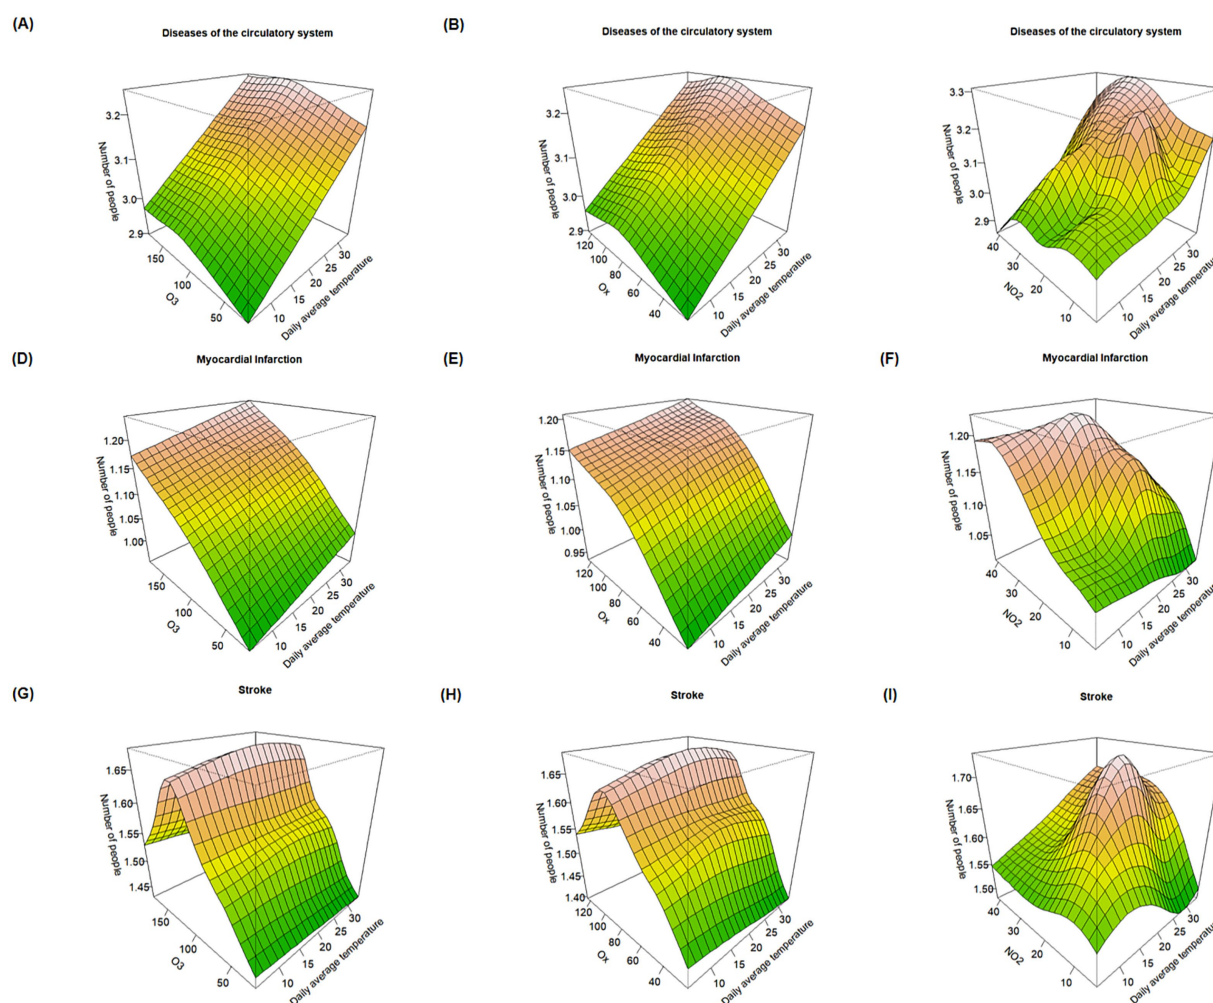 (A)
Diseases of the circulatory system
3.2
3.1
3.0
2.9
Number of people
150
100
50
O3
10
15
20
25
30
Daily average temperature
(B)
Diseases of the circulatory system
3.2
3.1
3.0
2.9
Number of people
120
100
80
60
40
Ox
10
15
20
25
30
Daily average temperature
Diseases of the circulatory system
3.3
3.2
3.1
3.0
2.9
Number of people
40
30
20
10
NO2
10
15
20
25
30
Daily average temperature
(D)
Myocardial Infarction
1.20
1.15
1.10
1.05
1.00
Number of people
150
100
50
O3
10
15
20
25
30
Daily average temperature
(E)
Myocardial Infarction
1.20
1.15
1.10
1.05
1.00
0.95
Number of people
120
100
80
60
40
Ox
10
15
20
25
30
Daily average temperature
(F)
Myocardial Infarction
1.20
1.15
1.10
1.05
Number of people
40
30
20
10
NO2
10
15
20
25
30
Daily average temperature
(G)
Stroke
1.65
1.60
1.55
1.50
1.45
Number of people
150
100
50
O3
10
15
20
25
30
Daily average temperature
(H)
Stroke
1.65
1.60
1.55
1.50
1.45
1.40
Number of people
120
100
80
60
40
Ox
10
15
20
25
30
Daily average temperature
(I)
Stroke
1.70
1.65
1.60
1.55
1.50
Number of people
40
30
20
10
NO2
10
15
20
25
30
Daily average temperature